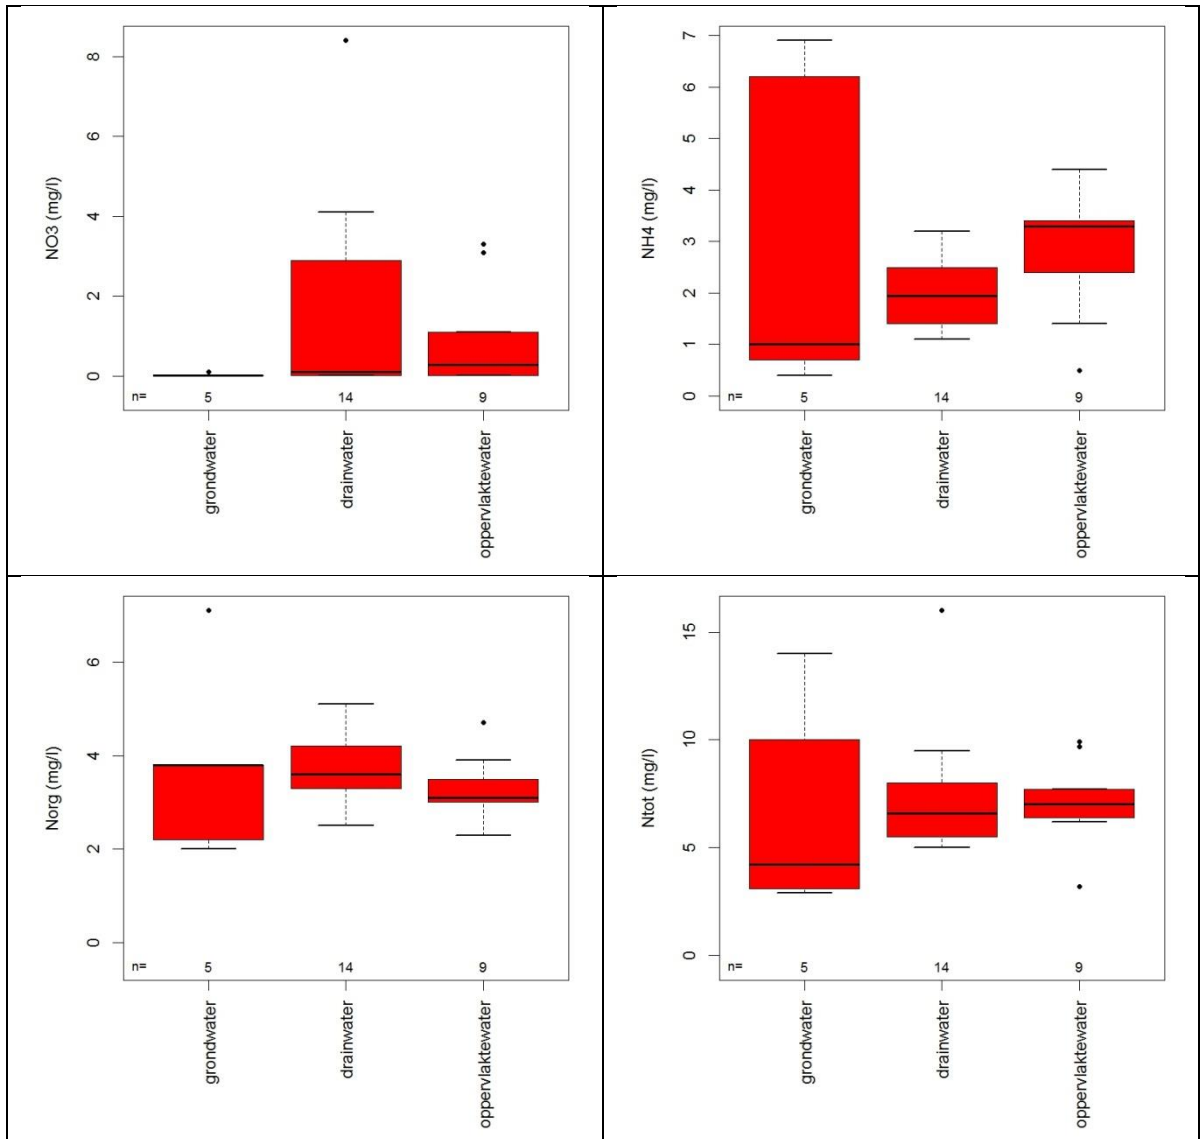 NO3 (mg/l)
8
6
4
2
0
n= 5 14 9
grondwater
drainwater
oppervlaktewater
NH4 (mg/l)
7
6
5
4
3
2
1
0
n= 5 14 9
grondwater
drainwater
oppervlaktewater
Norg (mg/l)
6
4
2
0
n= 5 14 9
grondwater
drainwater
oppervlaktewater
Ntot (mg/l)
15
10
5
0
n= 5 14 9
grondwater
drainwater
oppervlaktewater